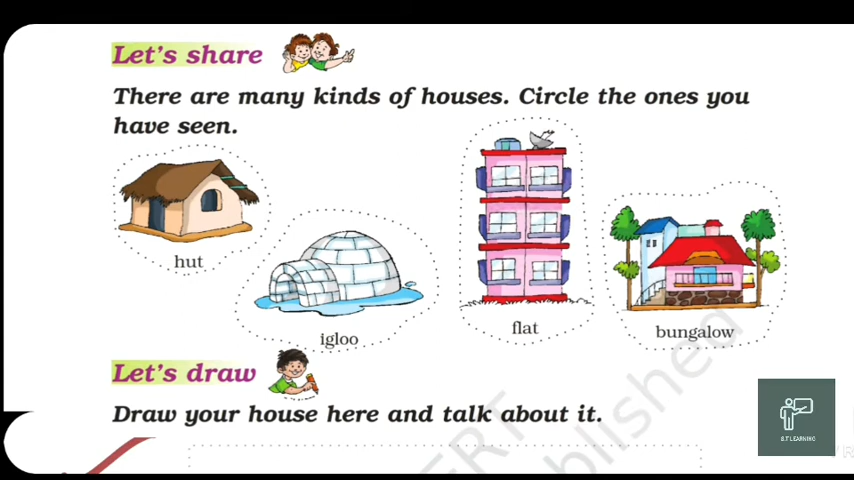 Let's share
There are many kinds of houses. Circle the ones you
have seen.
hut
igloo
flat
bungalow
Let's draw
Draw your house here and talk about it.
S.T LEARNING